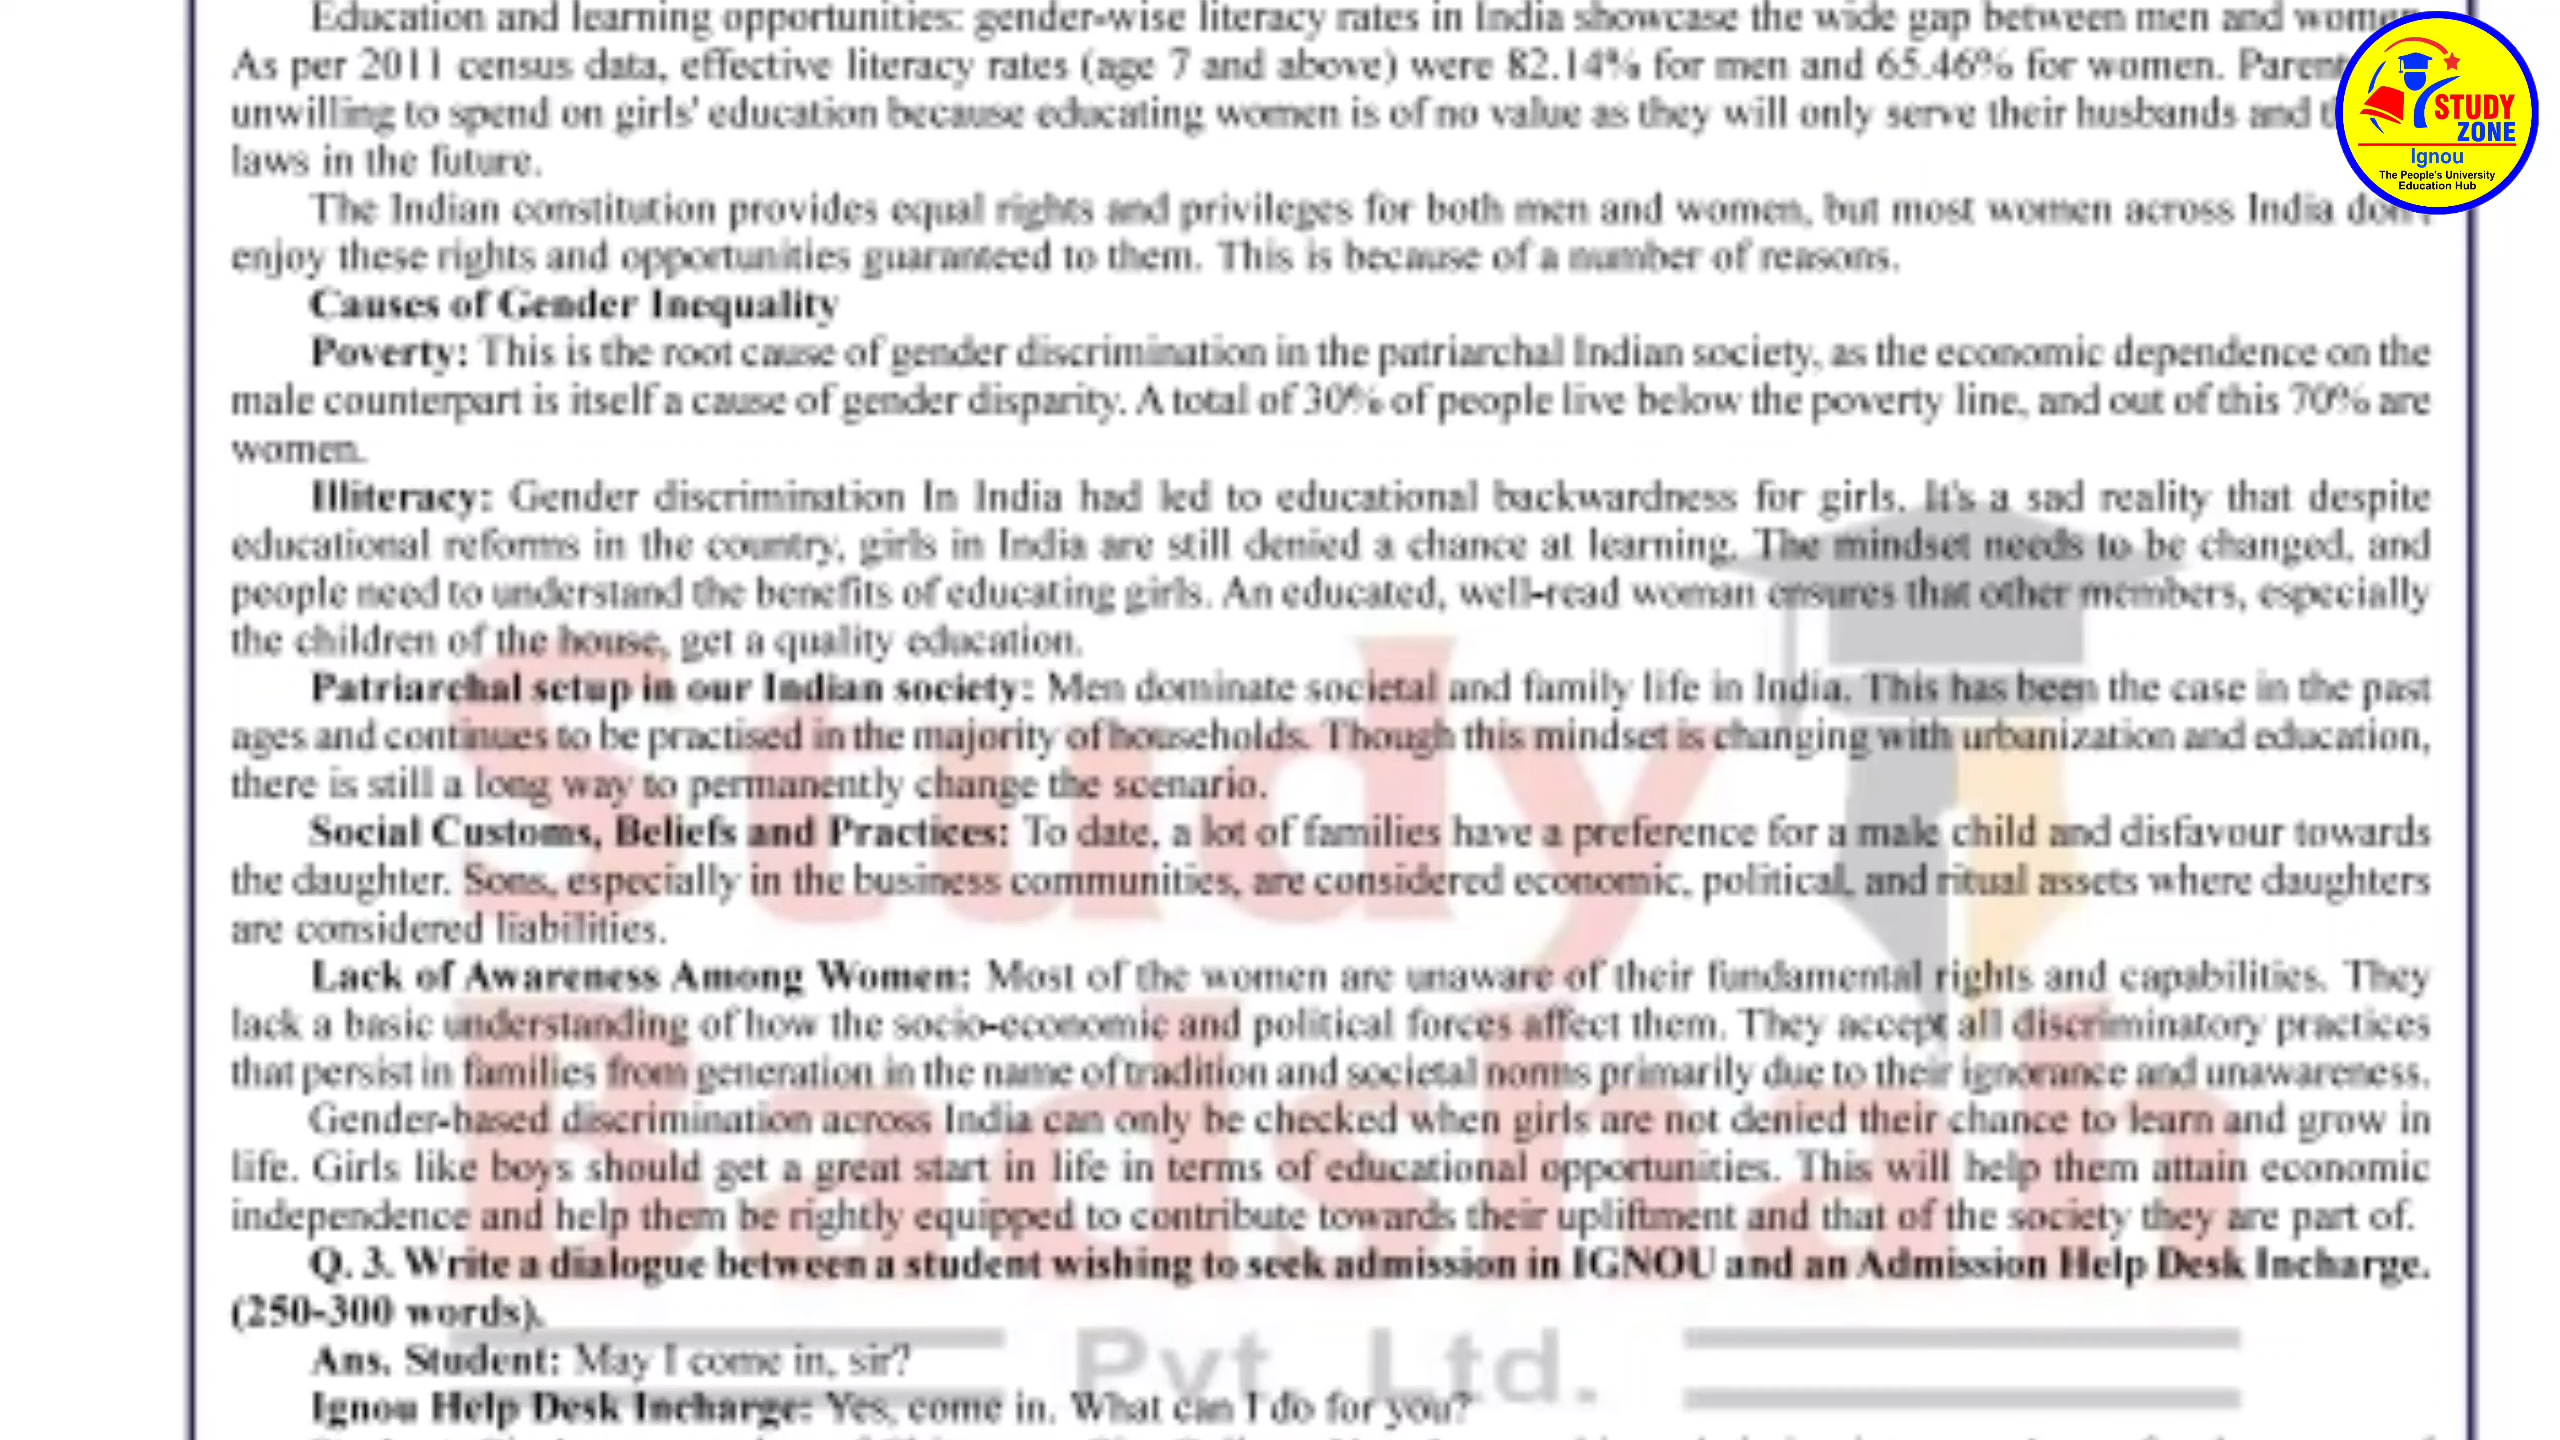 Education and learning opportunities: gender-wise literacy rates in India showcase the wide gap between men and women.
As per 2011 census data, effective literacy rates (age 7 and above) were 82.14% for men and 65.46% for women. Parent
unwilling to spend on girls' education because educating women is of no value as they will only serve their husbands and
laws in the future.
The Indian constitution provides equal rights and privileges for both men and women, but most women across India don't
enjoy these rights and opportunities guaranteed to them. This is because of a number of reasons.
Causes of Gender Inequality
Poverty: This is the root cause of gender discrimination in the patriarchal Indian society, as the economic dependence on the
male counterpart is itself a cause of gender disparity. A total of 30% of people live below the poverty line, and out of this 70% are
women.
Illiteracy: Gender discrimination In India had led to educational backwardness for girls. It's a sad reality that despite
educational reforms in the country, girls in India are still denied a chance at learning. The mindset needs to be changed, and
people need to understand the benefits of educating girls. An educated, well-read woman ensures that other members, especially
the children of the house, get a quality education.
Patriarchal setup in our Indian society: Men dominate societal and family life in India. This has been the case in the past
ages and continues to be practised in the majority of households. Though this mindset is changing with urbanization and education,
there is still a long way to permanently change the scenario.
Social Customs, Beliefs and Practices: To date, a lot of families have a preference for a male child and disfavour towards
the daughter. Sons, especially in the business communities, are considered economic, political, and ritual assets where daughters
are considered liabilities.
Lack of Awareness Among Women: Most of the women are unaware of their fundamental rights and capabilities. They
lack a basic understanding of how the socio-economic and political forces affect them. They accept all discriminatory practices
that persist in families from generation in the name of tradition and societal norms primarily due to their ignorance and unawareness.
Gender-based discrimination across India can only be checked when girls are not denied their chance to learn and grow in
life. Girls like boys should get a great start in life in terms of educational opportunities. This will help them attain economic
independence and help them be rightly equipped to contribute towards their upliftment and that of the society they are part of.
Q. 3. Write a dialogue between a student wishing to seek admission in IGNOU and an Admission Help Desk Incharge.
(250-300 words).
Ans. Student: May I come in, sir?
Ignou Help Desk Incharge: Yes, come in. What can I do for you?
STUDY
ZONE
Ignou
The People's University
Education Hub
Study
Badshah
Pvt. Ltd.